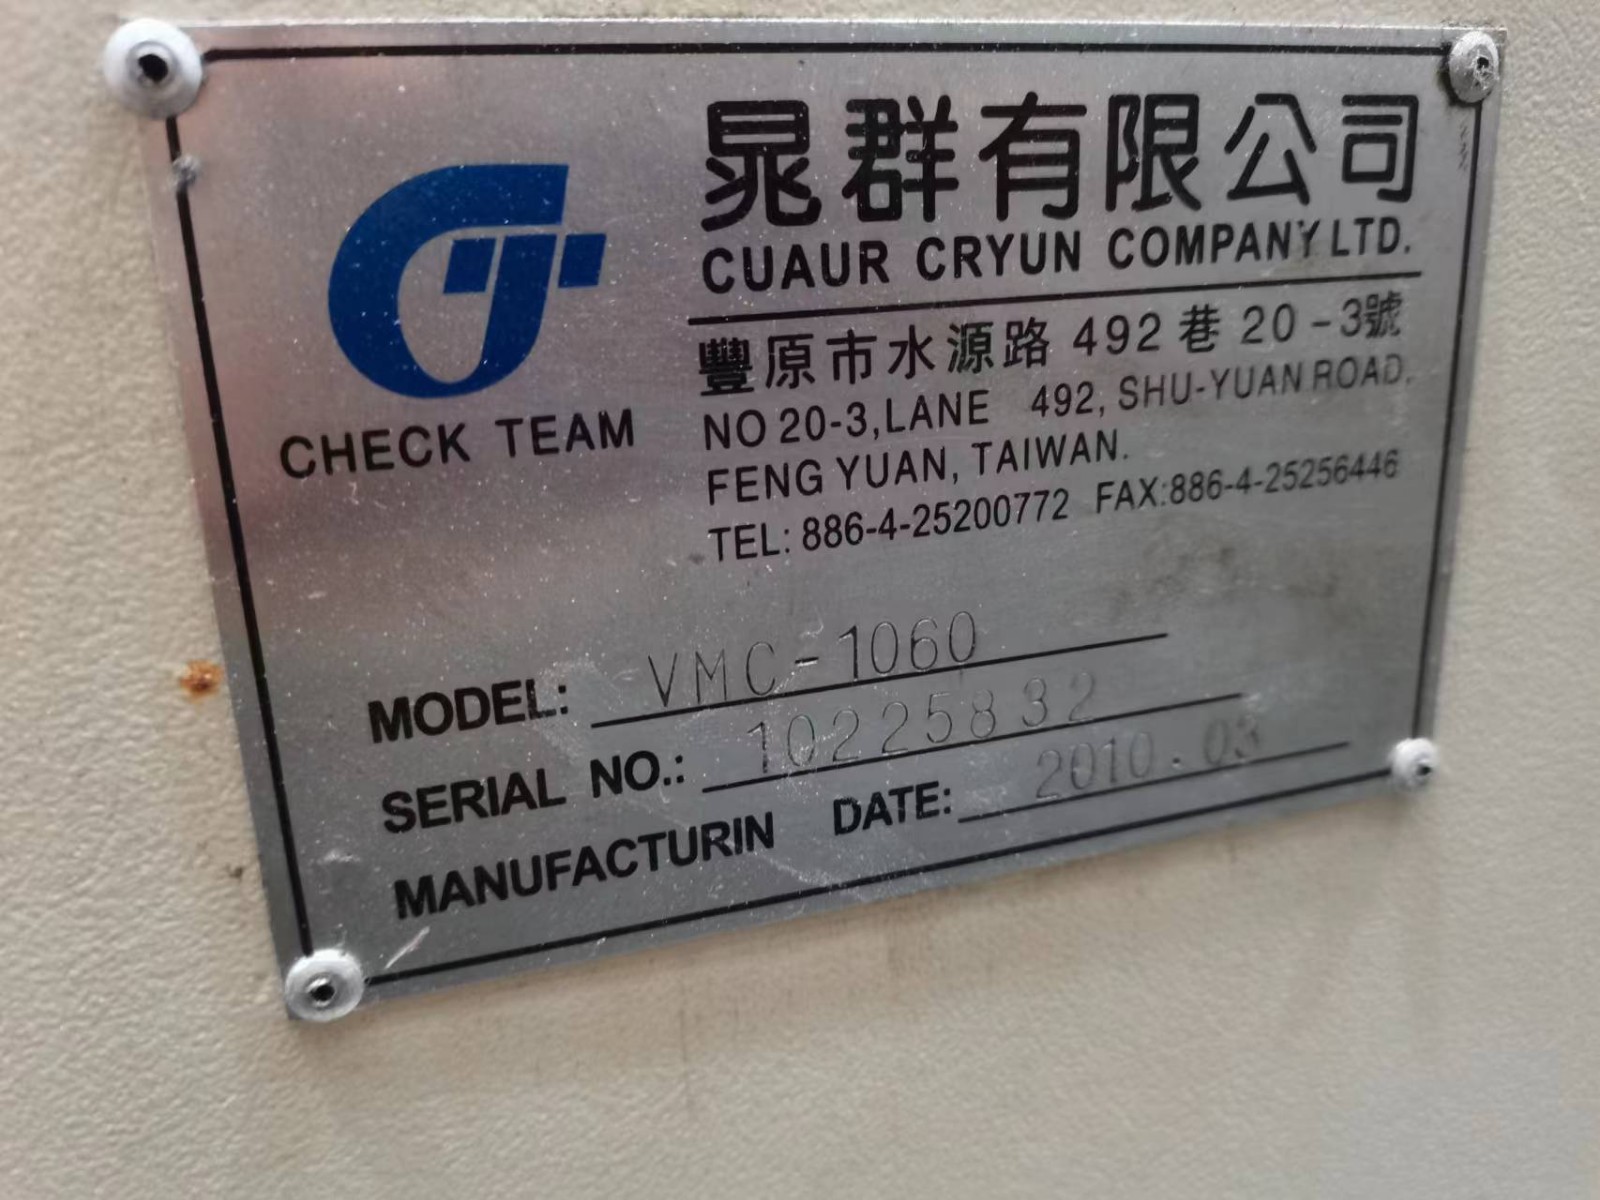 晁群有限公司
CUAUR CRYUN COMPANY LTD.
豐原市水源路 492 巷 20-3號
NO 20-3,LANE 492, SHU-YUAN ROAD.
FENG YUAN, TAIWAN.
TEL: 886-4-25200772 FAX:886-4-25256446
CHECK TEAM
MODEL: VMC-1060
SERIAL NO.: 10225832
MANUFACTURIN DATE: 2010.03